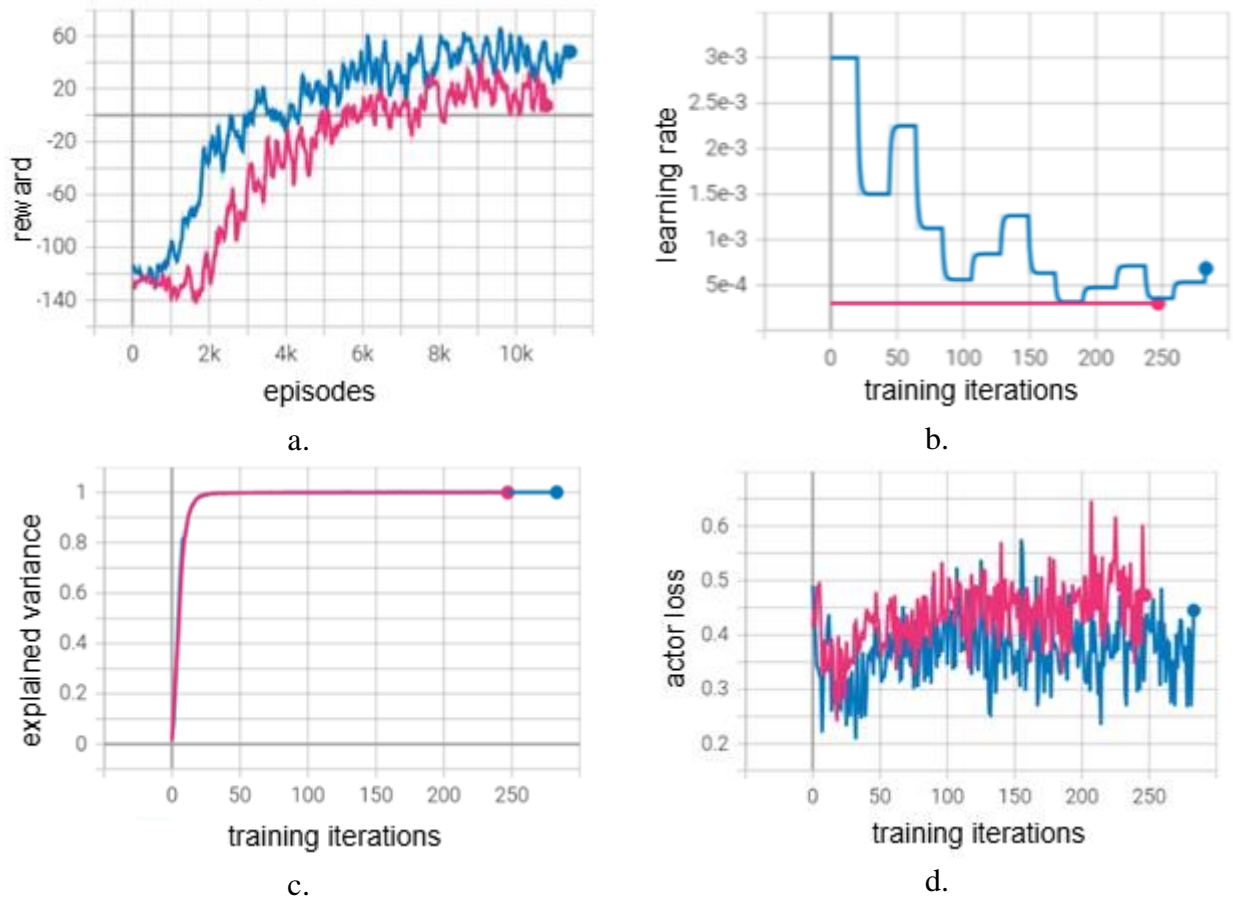 60
20
-20
-60
-100
-140
reward
0 2k 4k 6k 8k 10k
episodes
a.
3e-3
2.5e-3
2e-3
1.5e-3
1e-3
5e-4
learning rate
0 50 100 150 200 250
training iterations
b.
1
0.8
0.6
0.4
0.2
0
explained variance
0 50 100 150 200 250
training iterations
c.
0.6
0.5
0.4
0.3
0.2
actor loss
0 50 100 150 200 250
training iterations
d.